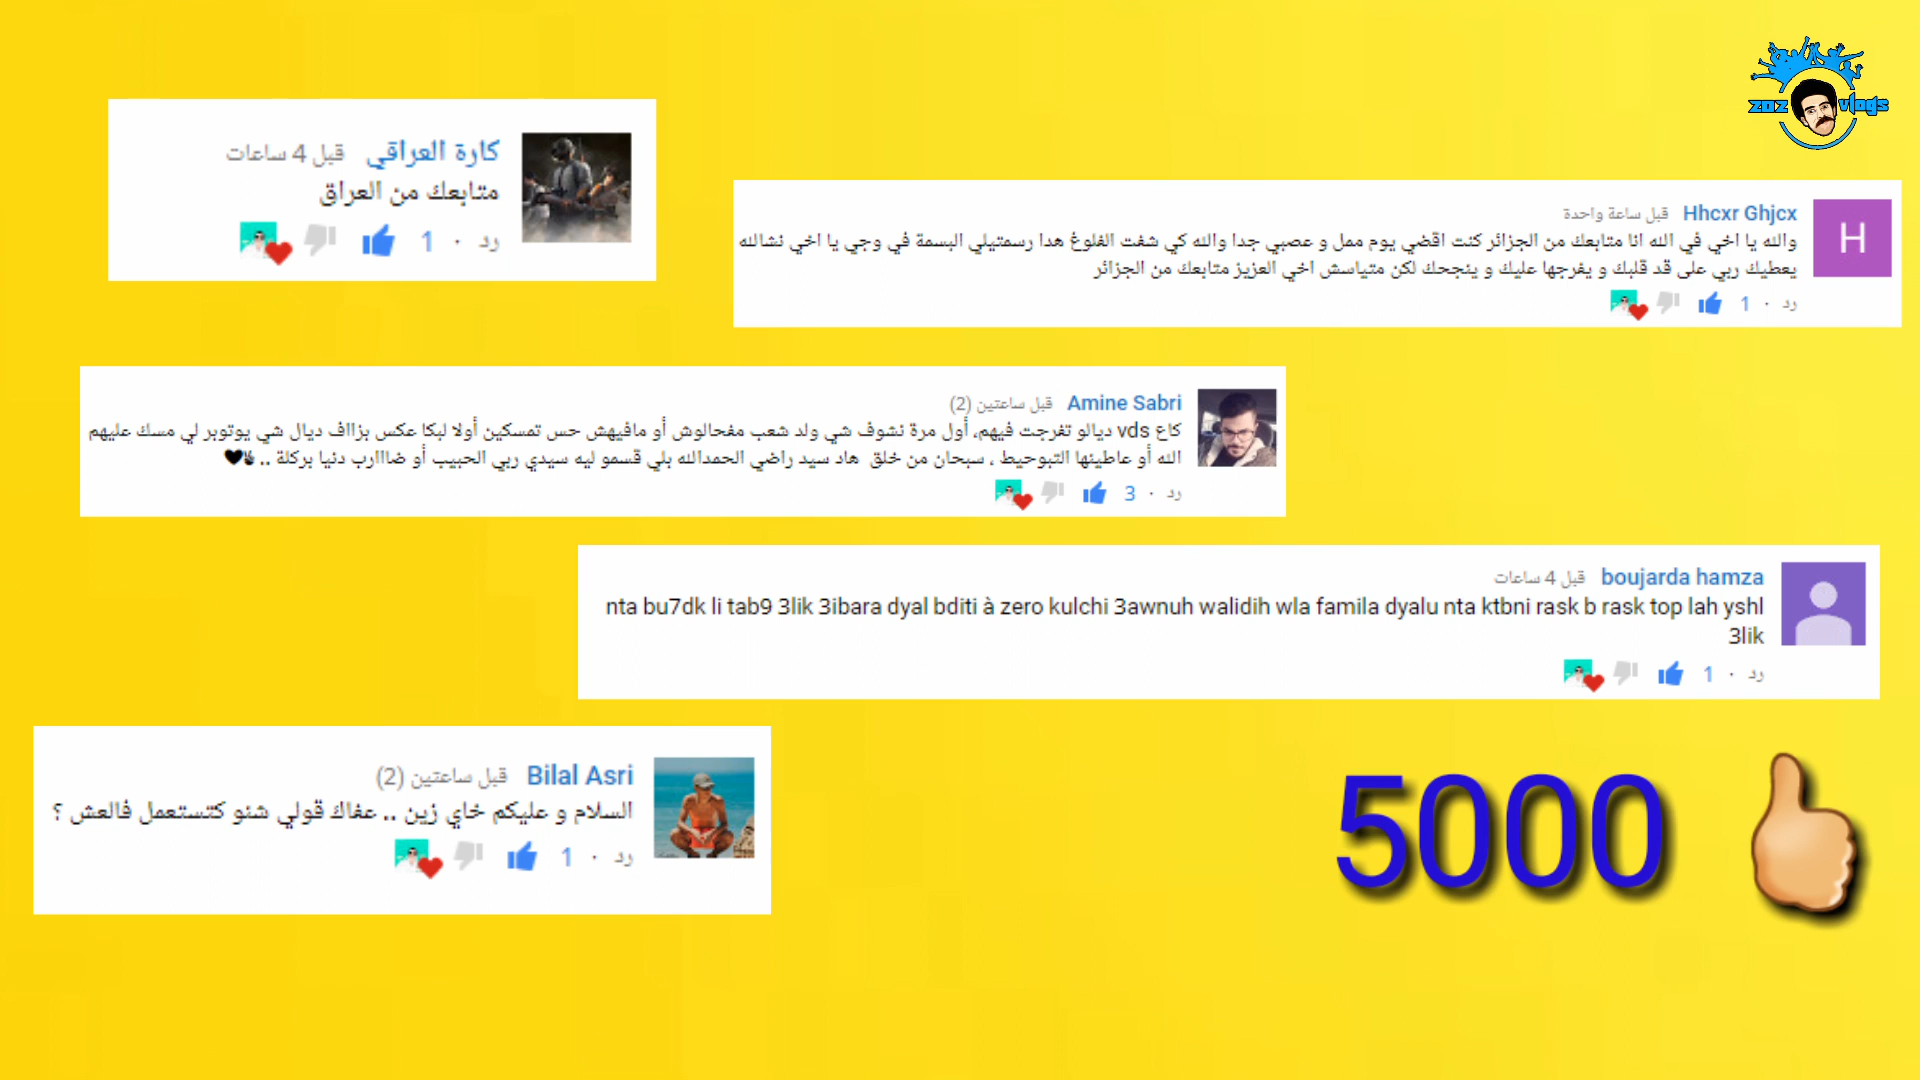 zaz vlogs
كارة العراقي قبل 4 ساعات
متابعك من العراق
رد · 1
Hhcxr Ghjcx قبل ساعة واحدة
والله يا اخي في الله انا متابعك من الجزائر كنت اقضي يوم ممل و عصبي جدا والله كي شفت الفلوغ هدا رسمتيلي البسمة في وجي يا اخي نشالله
يعطيك ربي على قد قلبك و يفرجها عليك و ينجحك لكن متياسش اخي العزيز متابعك من الجزائر
رد · 1
Amine Sabri قبل ساعتين (2)
كاع vds ديالو تفرجت فيهم، أول مرة نشوف شي ولد شعب مفحالوش أو مافيهش حس تمسكين أولا لبكا عكس بزااف ديال شي يوتوبر لي مسك عليهم
الله أو عاطينها التبوحيط ، سبحان من خلق هاد سيد راضي الحمدالله بلي قسمو ليه سيدي ربي الحبيب أو ضااارب دنيا بركلة ..
رد · 3
boujarda hamza قبل 4 ساعات
nta bu7dk li tab9 3lik 3ibara dyal bditi à zero kulchi 3awnuh walidih wla famila dyalu nta ktbni rask b rask top lah yshl
3lik
رد · 1
Bilal Asri قبل ساعتين (2)
السلام و عليكم خاي زين .. عفاك قولي شنو كتستعمل فالعش ؟
رد · 1
5000